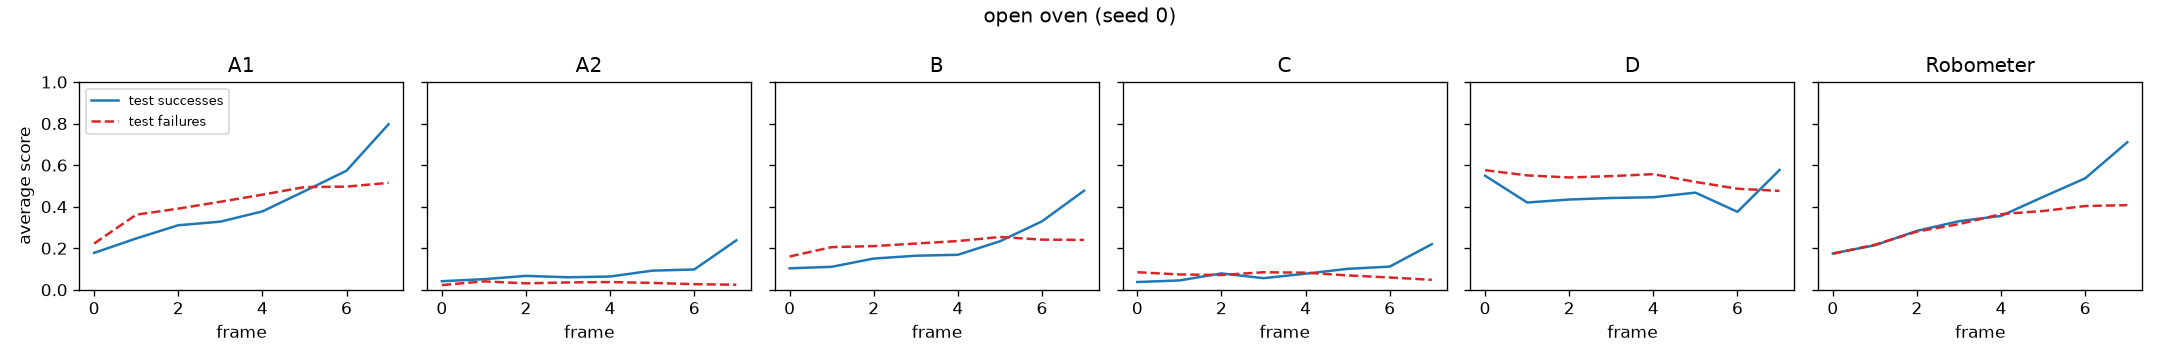 open oven (seed 0)
A1
A2
B
C
D
Robometer
test successes
test failures
average score
1.0
0.8
0.6
0.4
0.2
0.0
0 2 4 6
0 2 4 6
0 2 4 6
0 2 4 6
0 2 4 6
0 2 4 6
frame
frame
frame
frame
frame
frame